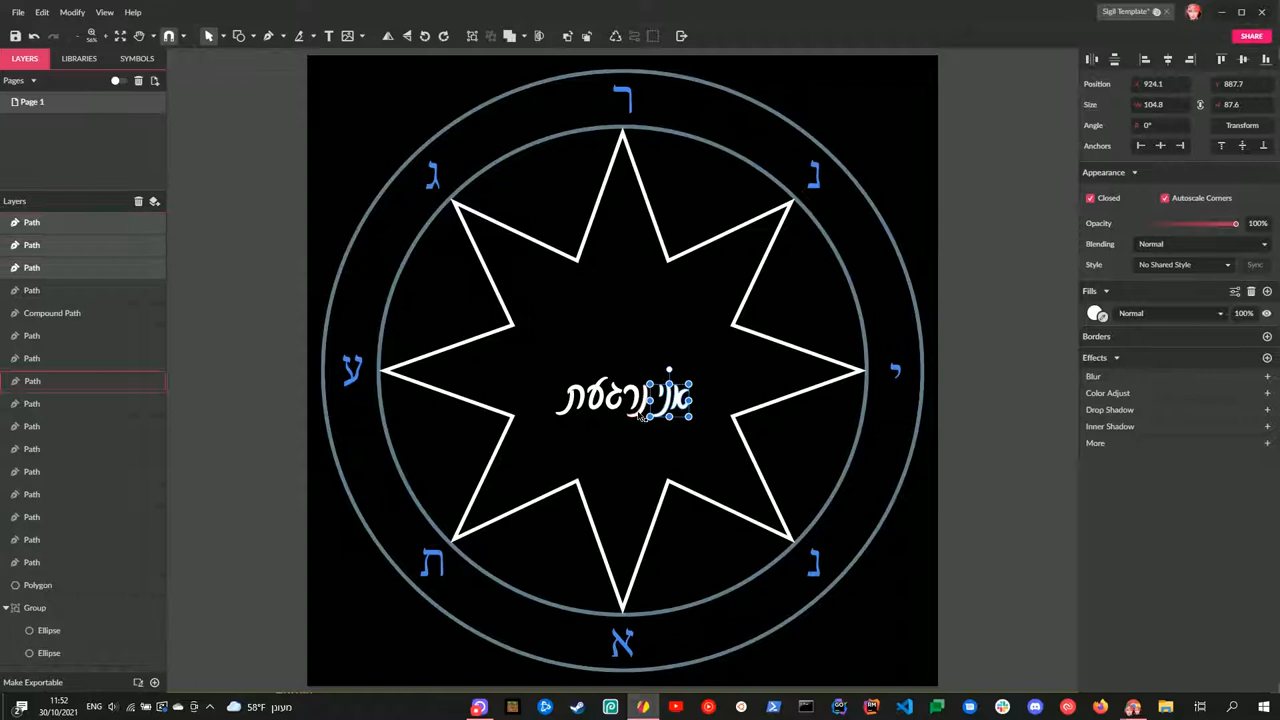 File Edit Modify View Help
Sigil Template*
56%
SHARE
LAYERS LIBRARIES SYMBOLS
Pages
Page 1
Layers
Path
Path
Path
Path
Compound Path
Path
Path
Path
Path
Path
Path
Path
Path
Path
Path
Path
Polygon
Group
Ellipse
Ellipse
Make Exportable
ר
ג
נ
ע
י
אני נרגעת
ת
נ
א
Position X 924.1 Y 887.7
Size W 104.8 H 87.6
Angle R 0° Transform
Anchors
Appearance
Closed Autoscale Corners
Opacity 100%
Blending Normal
Style No Shared Style Sync
Fills
Normal 100%
Borders
Effects
Blur
Color Adjust
Drop Shadow
Inner Shadow
More
11:52
30/10/2021
ENG
58°F מעונן